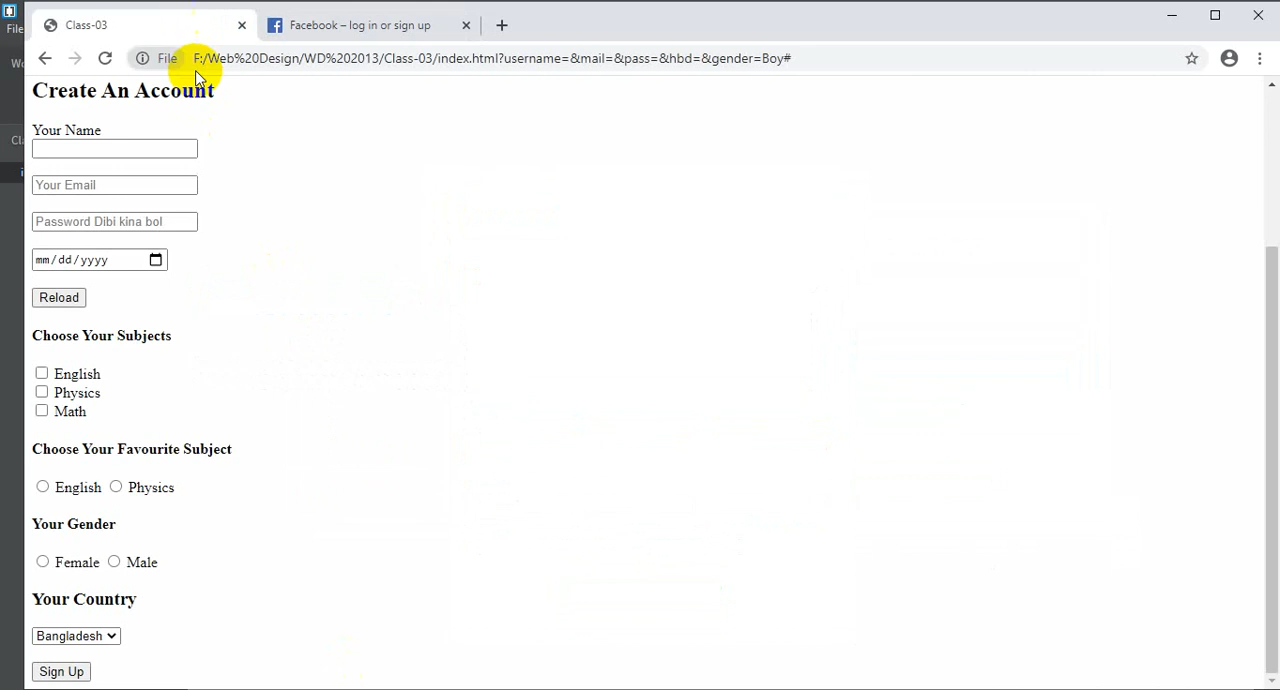 Class-03
Facebook – log in or sign up
File
File
F:/Web%20Design/WD%202013/Class-03/index.html?username=&mail=&pass=&hbd=&gender=Boy#
Create An Account
Your Name
Your Email
Password Dibi kina bol
mm/dd/yyyy
Reload
Choose Your Subjects
English
Physics
Math
Choose Your Favourite Subject
English Physics
Your Gender
Female Male
Your Country
Bangladesh
Sign Up